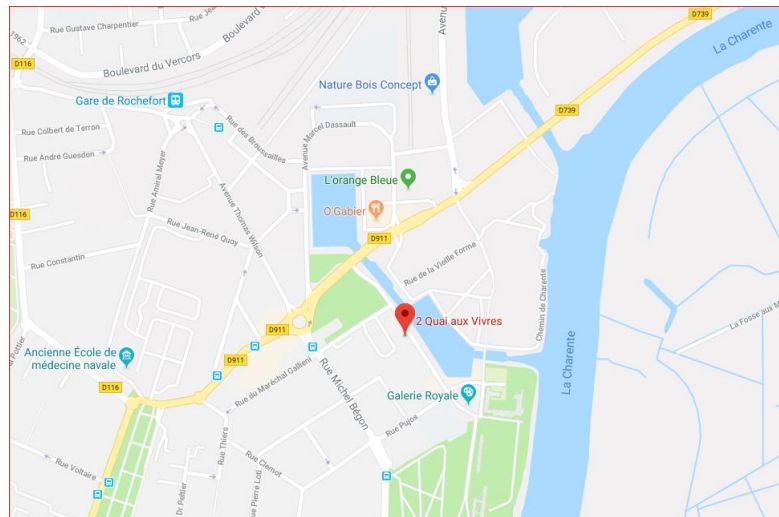 Rue Gustave Charpentier
1962
Boulevard du Vercors
Boulevard
Avenu
D739
La Charente
D116
Gare de Rochefort
Nature Bois Concept
D739
Rue Colbert de Terron
Rue des Broussailles
Avenue Marcel Dassault
Rue André Guesdon
Rue Amiral Meyer
Avenue Thomas Wilson
L'orange Bleue
O'Gabier
D116
Rue Jean-René Quoy
D911
Rue Constantin
Rue de la Vieille Forme
Chemin de Charente
2 Quai aux Vivres
La Fosse aux M
D911
Ancienne École de
médecine navale
D911
D116
Rue du Maréchal Gallieni
Rue Michel Bégon
La Charente
Galerie Royale
Rue Pujos
Rue Thiers
Rue Voltaire
Rue Clemot
Rue Pierre Loti
Dr Peltier